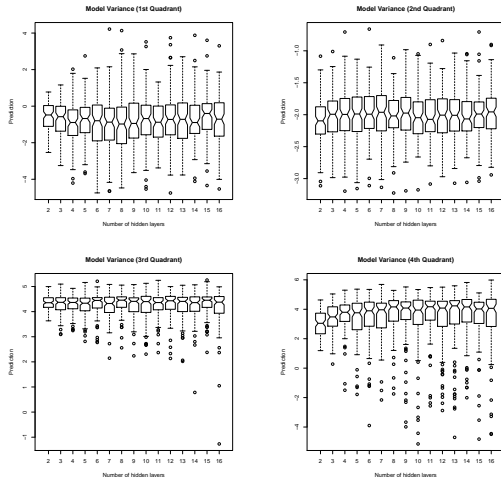 Model Variance (1st Quadrant)
Prediction
4
2
0
−2
−4
2 3 4 5 6 7 8 9 10 11 12 13 14 15 16
Number of hidden layers
Model Variance (2nd Quadrant)
Prediction
−1.0
−1.5
−2.0
−2.5
−3.0
2 3 4 5 6 7 8 9 10 11 12 13 14 15 16
Number of hidden layers
Model Variance (3rd Quadrant)
Prediction
5
4
3
2
1
0
−1
2 3 4 5 6 7 8 9 10 11 12 13 14 15 16
Number of hidden layers
Model Variance (4th Quadrant)
Prediction
6
4
2
0
−2
−4
2 3 4 5 6 7 8 9 10 11 12 13 14 15 16
Number of hidden layers